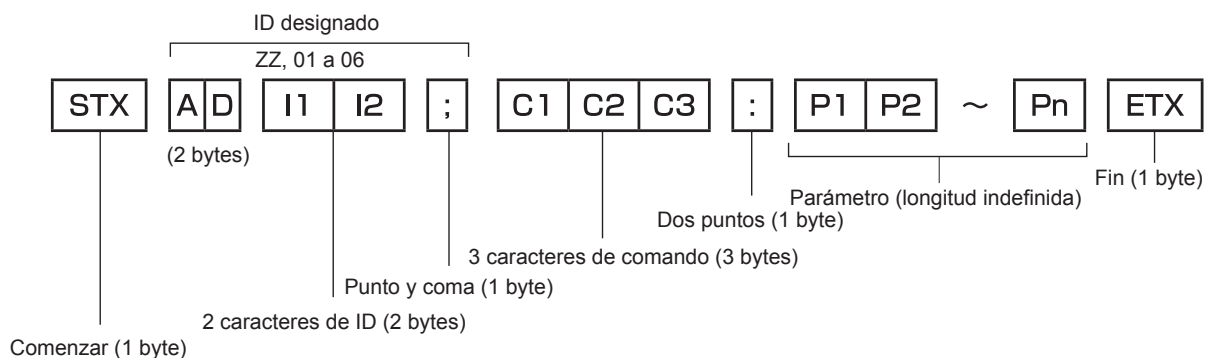 ID designado
ZZ, 01 a 06
STX A D I1 I2 ; C1 C2 C3 : P1 P2 ～ Pn ETX
(2 bytes)
Fin (1 byte)
Parámetro (longitud indefinida)
Dos puntos (1 byte)
3 caracteres de comando (3 bytes)
Punto y coma (1 byte)
2 caracteres de ID (2 bytes)
Comenzar (1 byte)